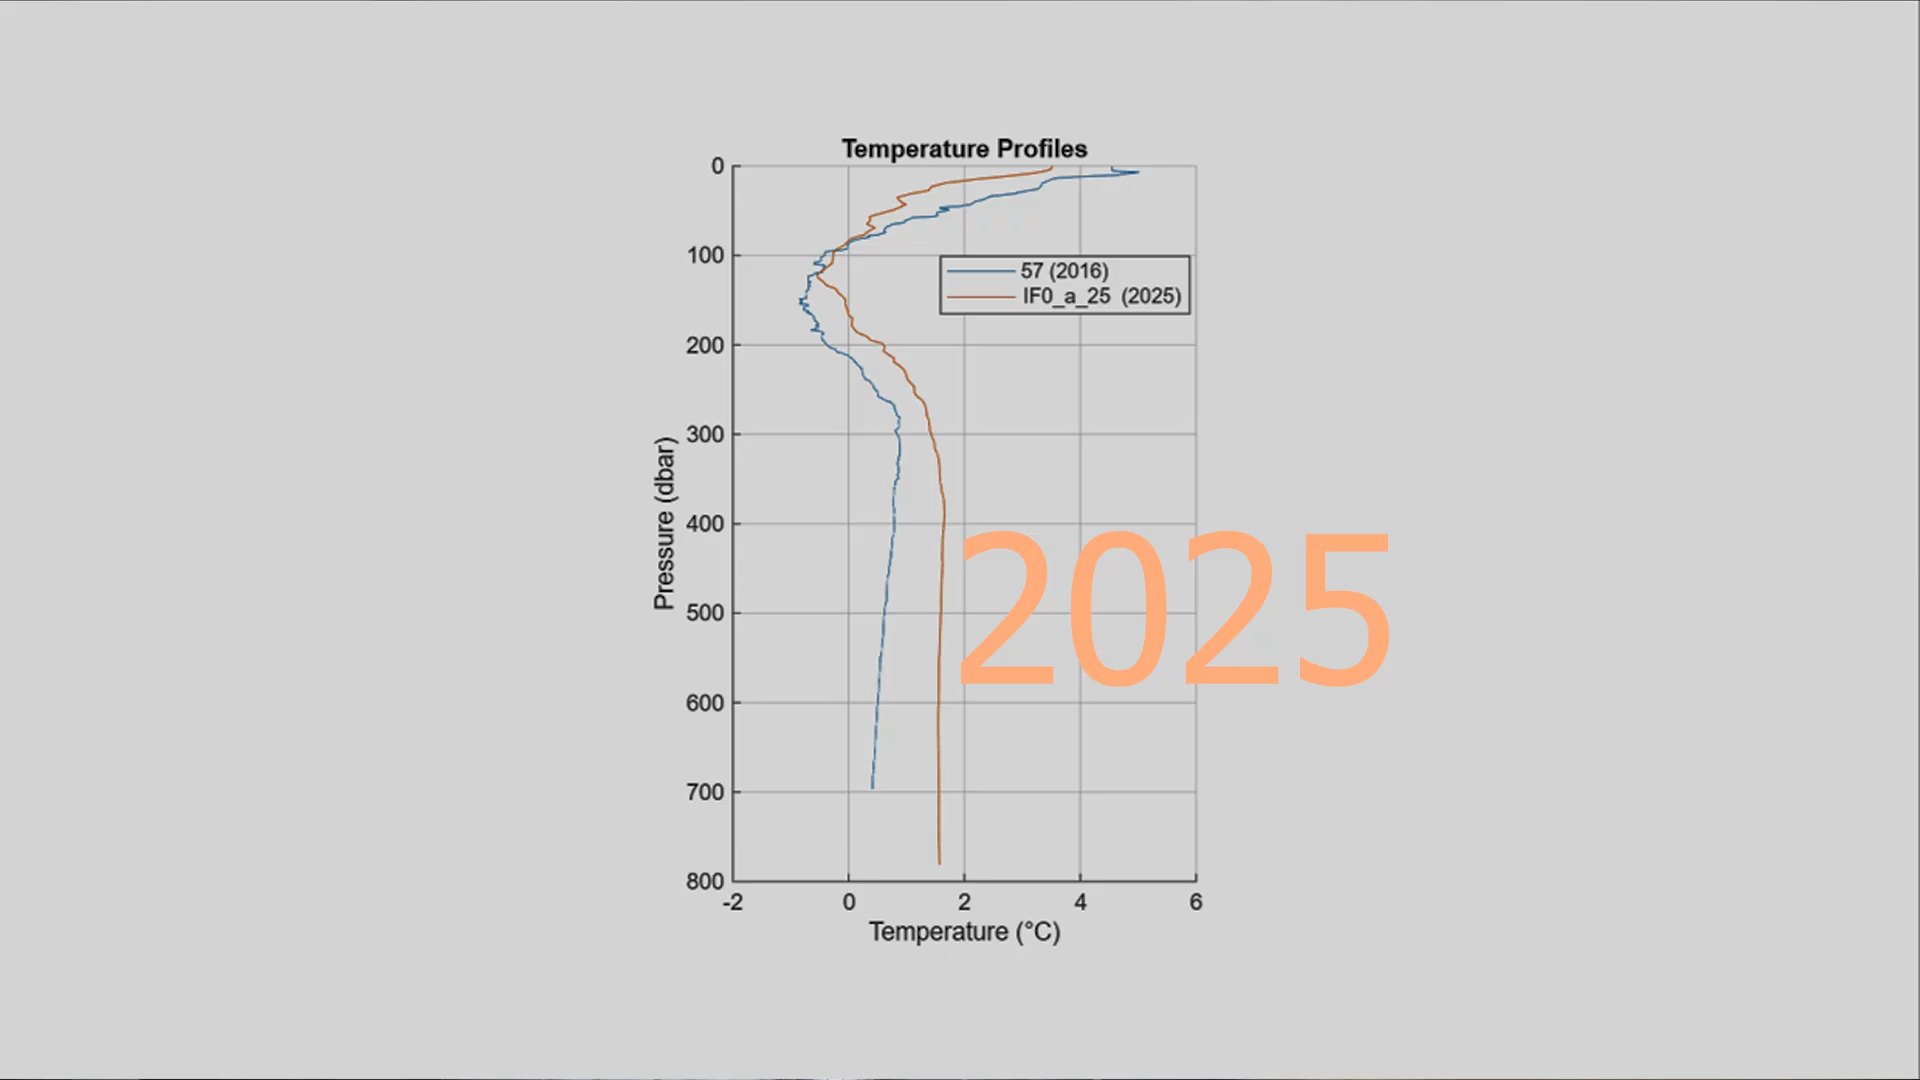 Temperature Profiles
0
100
200
300
400
500
600
700
800
Pressure (dbar)
57 (2016)
IF0_a_25 (2025)
2025
-2 0 2 4 6
Temperature (°C)